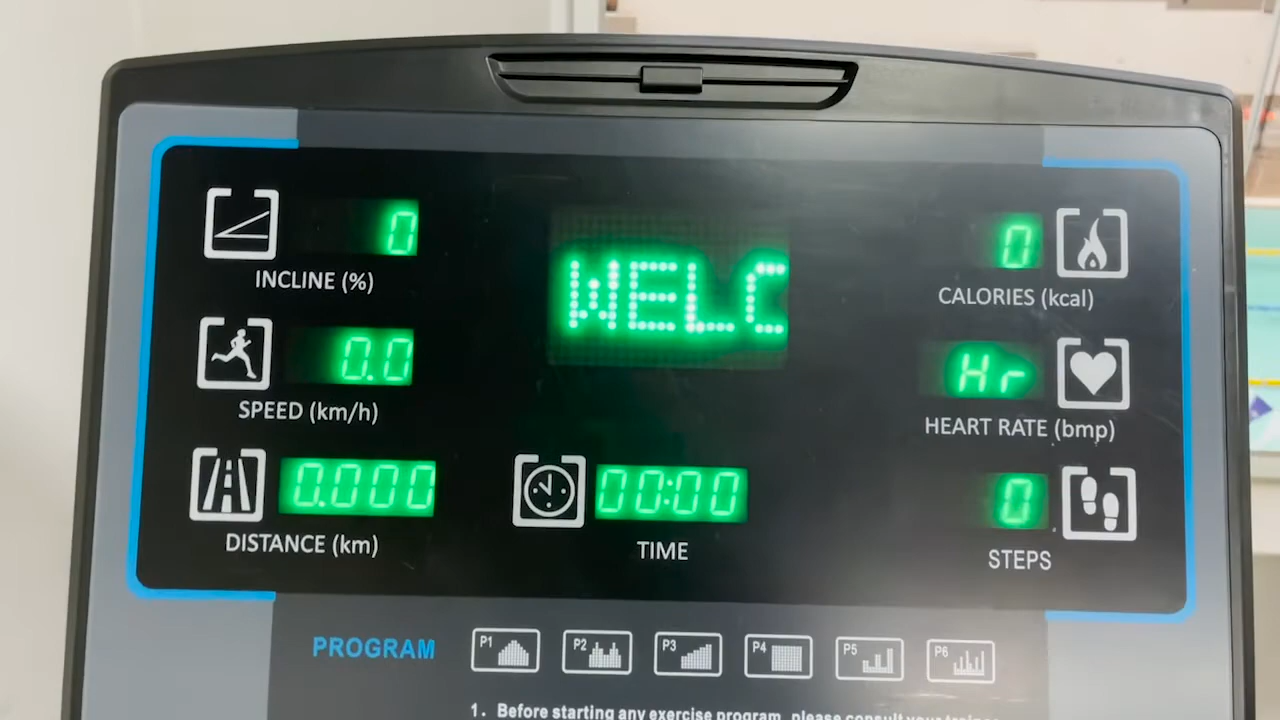 0
INCLINE (%)
0.0
SPEED (km/h)
0.000
DISTANCE (km)
WELC
00:00
TIME
0
CALORIES (kcal)
Hr
HEART RATE (bmp)
0
STEPS
PROGRAM P1 P2 P3 P4 P5 P6
1. Before starting any exercise program, please consult your